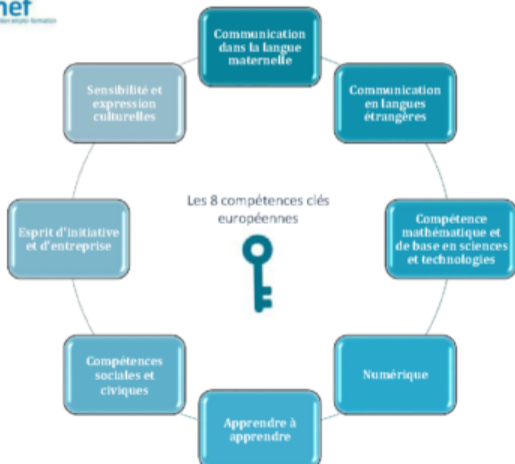 Communication
dans la langue
maternelle
Communication
en langues
étrangères
Compétence
mathématique et
de base en sciences
et technologies
Numérique
Apprendre à
apprendre
Compétences
sociales et
civiques
Esprit d'initiative
et d'entreprise
Sensibilité et
expression
culturelles
Les 8 compétences clés
européennes